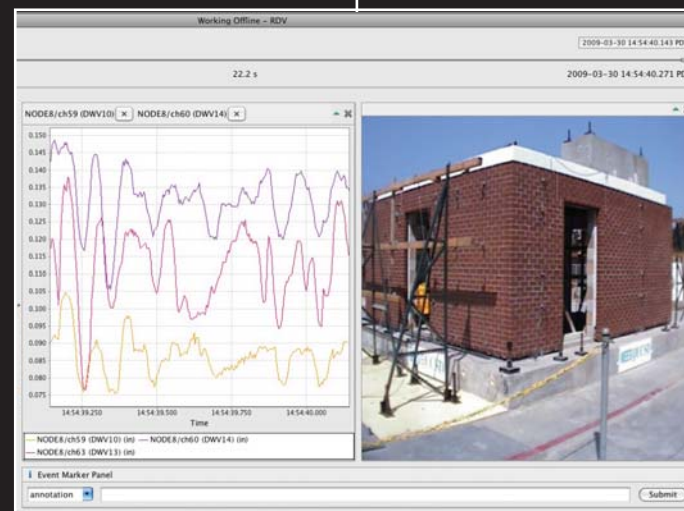 Working Offline – RDV
2009-03-30 14:54:40.143 PD
22.2 s
2009-03-30 14:54:40.271 PD
NODE8/ch59 (DWV10) NODE8/ch60 (DWV14)
0.150
0.145
0.140
0.135
0.130
0.125
0.120
0.115
0.110
0.105
0.100
0.095
0.090
0.085
0.080
0.075
14:54:39.250 14:54:39.500 14:54:39.750 14:54:40.000
Time
NODE8/ch59 (DWV10) (in) NODE8/ch60 (DWV14) (in)
NODE8/ch63 (DWV13) (in)
Event Marker Panel
annotation
Submit